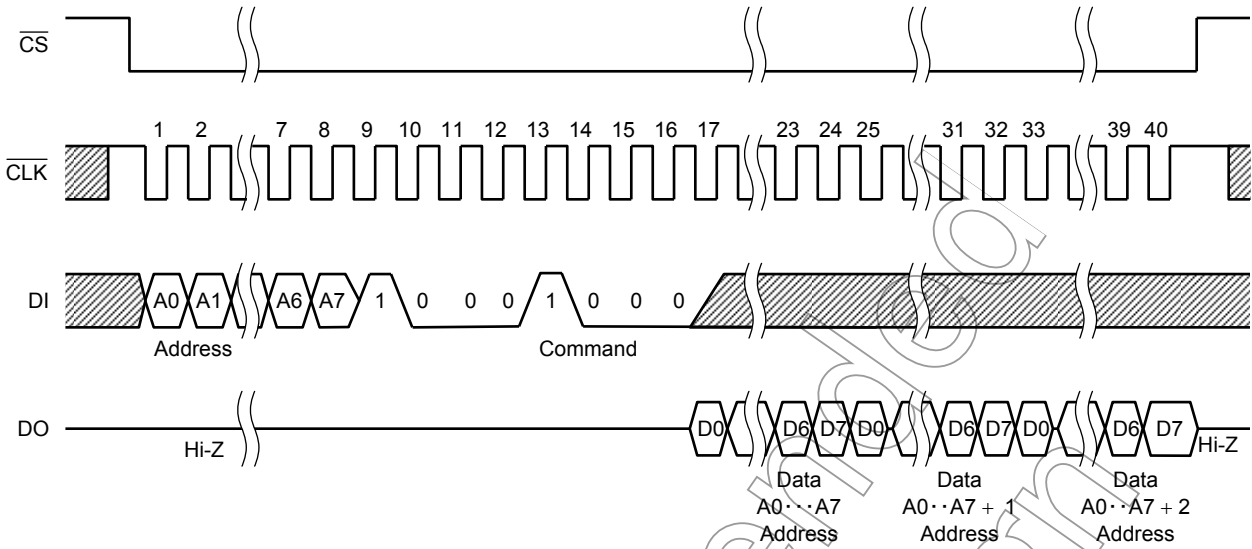 CS
1 2 7 8 9 10 11 12 13 14 15 16 17 23 24 25 31 32 33 39 40
CLK
DI A0 A1 A6 A7 1 0 0 0 1 0 0 0
Address Command
DO Hi-Z D0 D6 D7 D0 D6 D7 D0 D6 D7 Hi-Z
Data Data Data
A0···A7 A0··A7 + 1 A0··A7 + 2
Address Address Address